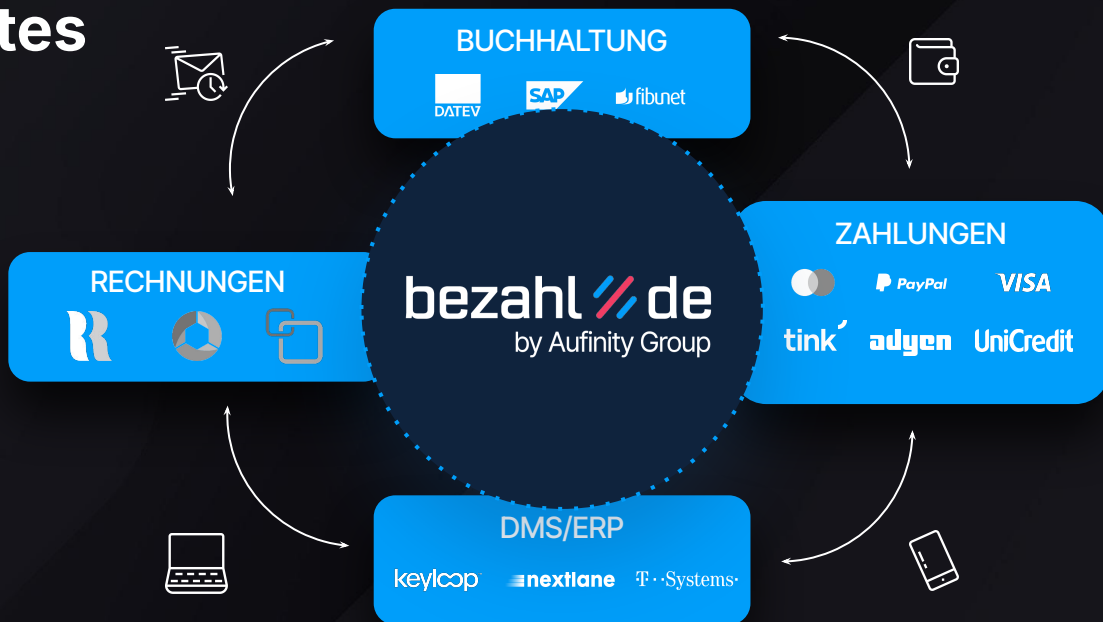 tes
BUCHHALTUNG
DATEV SAP fibunet
ZAHLUNGEN
PayPal VISA
tink adyen UniCredit
RECHNUNGEN
bezahl de
by Aufinity Group
DMS/ERP
keyloop nextlane T··Systems·